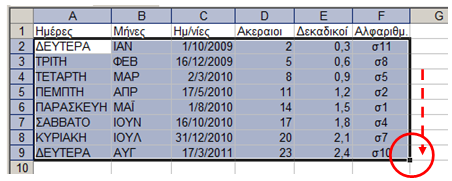 A B C D E F G
1 Ημέρες Μήνες Ημ/νίες Ακεραιοι Δεκαδικοί Αλφαριθμ.
2 ΔΕΥΤΕΡΑ ΙΑΝ 1/10/2009 2 0,3 σ11
3 ΤΡΙΤΗ ΦΕΒ 16/12/2009 5 0,6 σ8
4 ΤΕΤΑΡΤΗ ΜΑΡ 2/3/2010 8 0,9 σ5
5 ΠΕΜΠΤΗ ΑΠΡ 17/5/2010 11 1,2 σ2
6 ΠΑΡΑΣΚΕΥΗ ΜΑΪ 1/8/2010 14 1,5 σ1
7 ΣΑΒΒΑΤΟ ΙΟΥΝ 16/10/2010 17 1,8 σ4
8 ΚΥΡΙΑΚΗ ΙΟΥΛ 31/12/2010 20 2,1 σ7
9 ΔΕΥΤΕΡΑ ΑΥΓ 17/3/2011 23 2,4 σ10
10